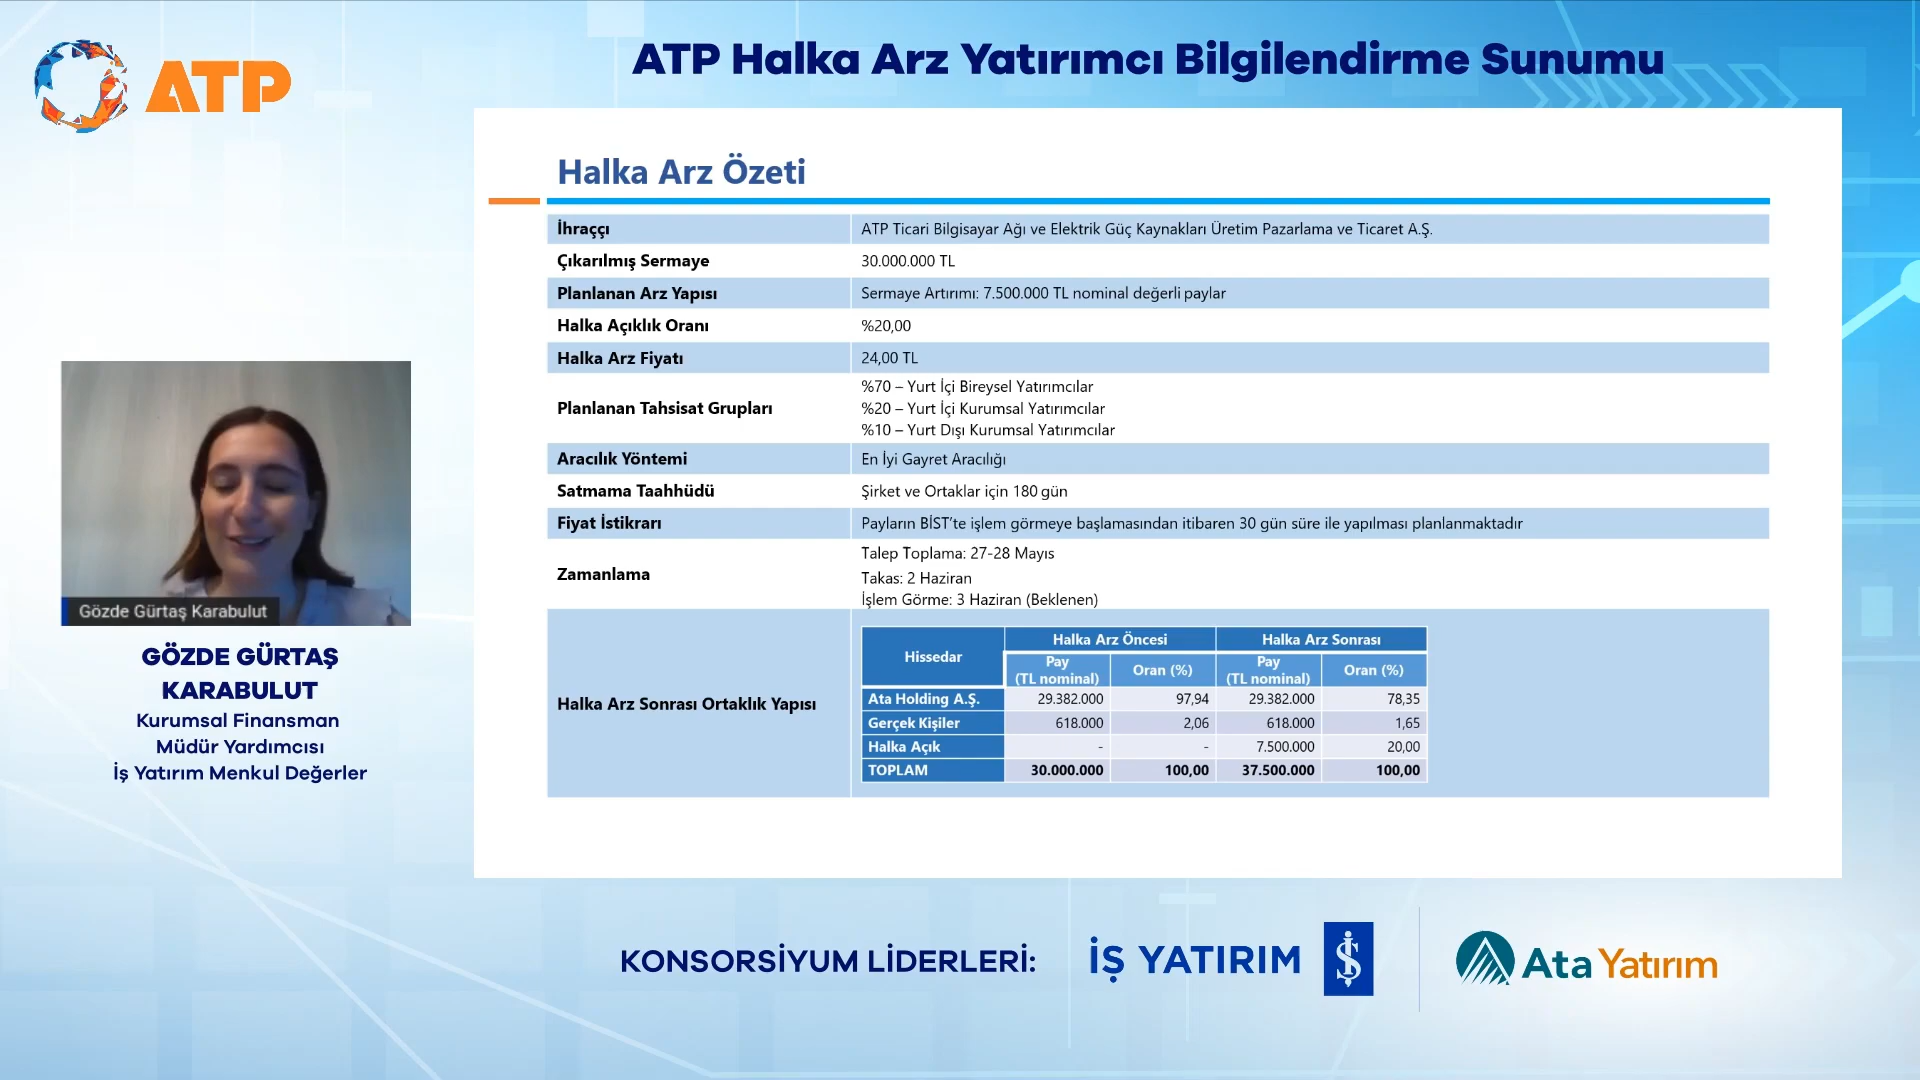 ATP
ATP Halka Arz Yatırımcı Bilgilendirme Sunumu
Halka Arz Özeti
İhraççı ATP Ticari Bilgisayar Ağı ve Elektrik Güç Kaynakları Üretim Pazarlama ve Ticaret A.Ş.
Çıkarılmış Sermaye 30.000.000 TL
Planlanan Arz Yapısı Sermaye Artırımı: 7.500.000 TL nominal değerli paylar
Halka Açıklık Oranı %20,00
Halka Arz Fiyatı 24,00 TL
Planlanan Tahsisat Grupları
%70 – Yurt İçi Bireysel Yatırımcılar
%20 – Yurt İçi Kurumsal Yatırımcılar
%10 – Yurt Dışı Kurumsal Yatırımcılar
Aracılık Yöntemi En İyi Gayret Aracılığı
Satmama Taahhüdü Şirket ve Ortaklar için 180 gün
Fiyat İstikrarı Payların BİST'te işlem görmeye başlamasından itibaren 30 gün süre ile yapılması planlanmaktadır
Zamanlama
Talep Toplama: 27-28 Mayıs
Takas: 2 Haziran
İşlem Görme: 3 Haziran (Beklenen)
Halka Arz Sonrası Ortaklık Yapısı
Hissedar Halka Arz Öncesi Halka Arz Sonrası
Pay (TL nominal) Oran (%) Pay (TL nominal) Oran (%)
Ata Holding A.Ş. 29.382.000 97,94 29.382.000 78,35
Gerçek Kişiler 618.000 2,06 618.000 1,65
Halka Açık - - 7.500.000 20,00
TOPLAM 30.000.000 100,00 37.500.000 100,00
Gözde Gürtaş Karabulut
GÖZDE GÜRTAŞ
KARABULUT
Kurumsal Finansman
Müdür Yardımcısı
İş Yatırım Menkul Değerler
KONSORSİYUM LİDERLERİ:
İŞ YATIRIM
Ata Yatırım